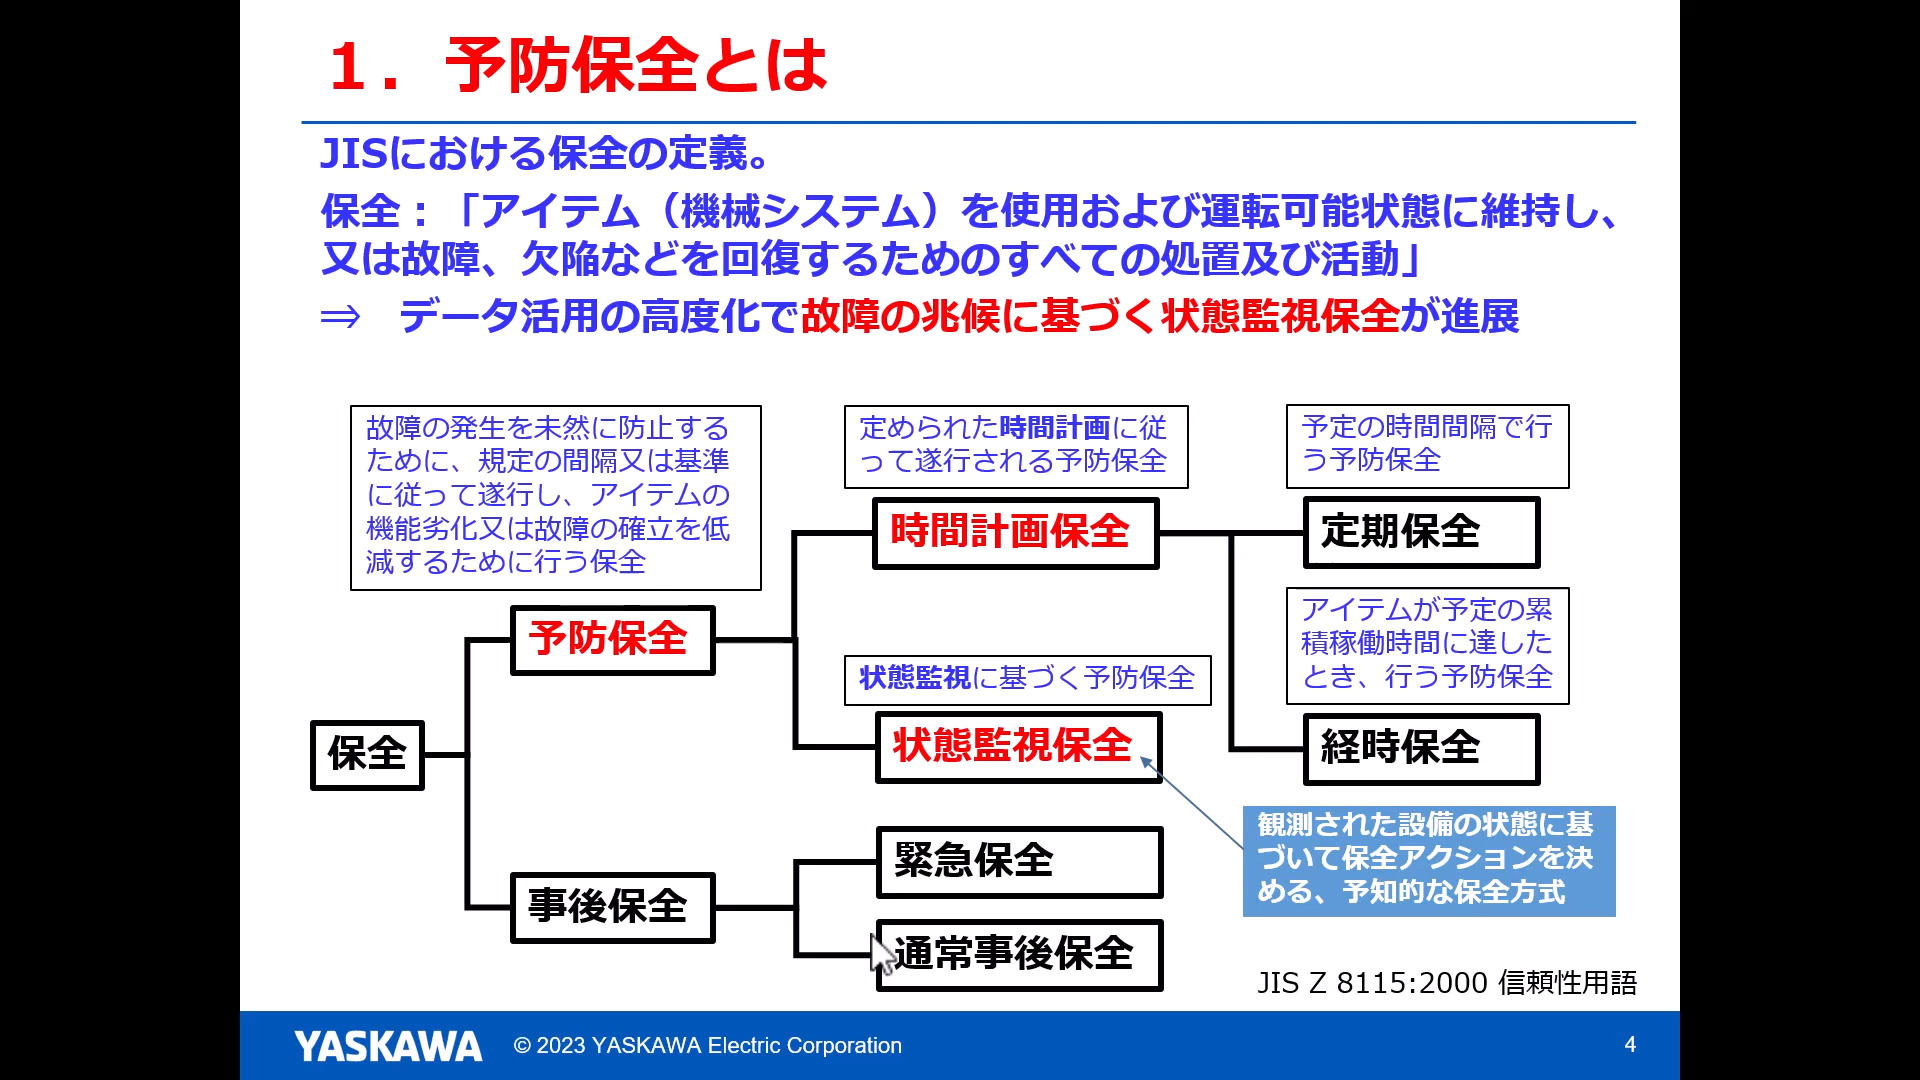 １．予防保全とは
JISにおける保全の定義。
保全：「アイテム（機械システム）を使用および運転可能状態に維持し、
又は故障、欠陥などを回復するためのすべての処置及び活動」
⇒　データ活用の高度化で故障の兆候に基づく状態監視保全が進展
故障の発生を未然に防止する
ために、規定の間隔又は基準
に従って遂行し、アイテムの
機能劣化又は故障の確立を低
減するために行う保全
定められた時間計画に従
って遂行される予防保全
予定の時間間隔で行
う予防保全
時間計画保全
定期保全
アイテムが予定の累
積稼働時間に達した
とき、行う予防保全
予防保全
状態監視に基づく予防保全
状態監視保全
経時保全
保全
観測された設備の状態に基
づいて保全アクションを決
める、予知的な保全方式
緊急保全
事後保全
通常事後保全
JIS Z 8115:2000 信頼性用語
YASKAWA
© 2023 YASKAWA Electric Corporation
4